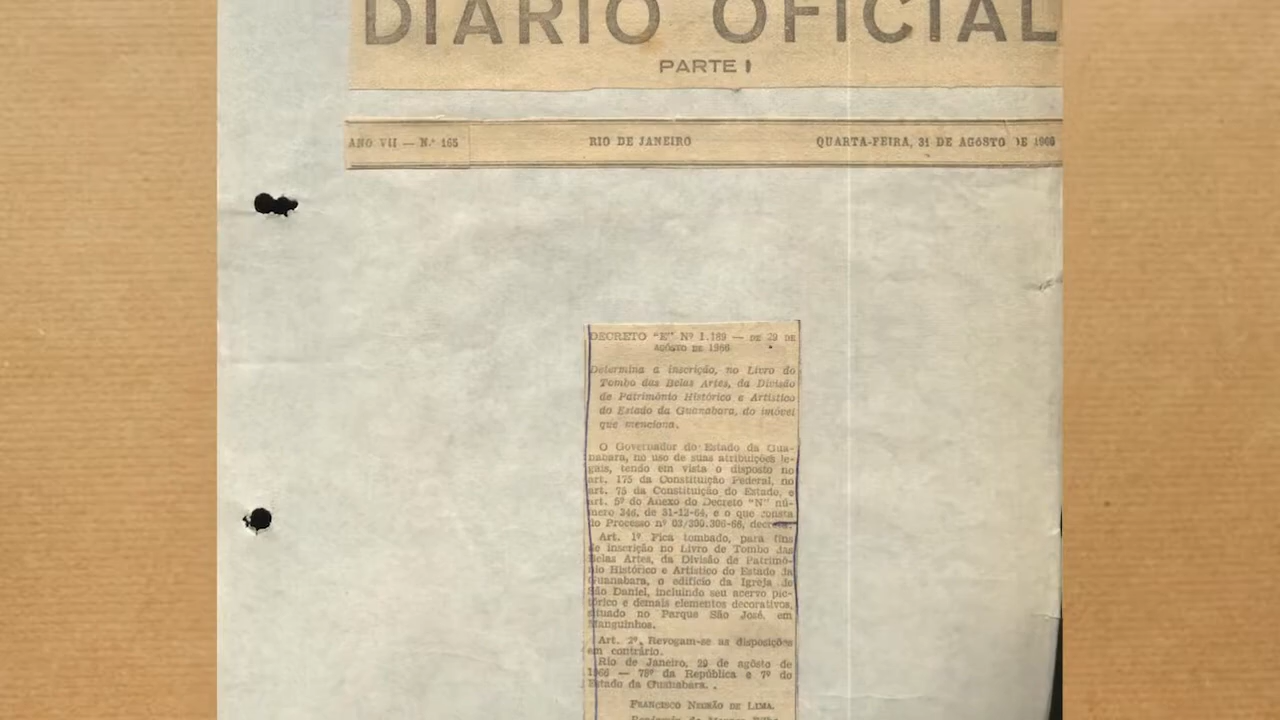 DIARIO OFICIAL
PARTE I
ANO VII — N.º 165 RIO DE JANEIRO QUARTA-FEIRA, 31 DE AGÔSTO DE 1966
DECRETO "E" Nº 1.189 — DE 29 DE
AGÔSTO DE 1966
Determina a inscrição, no Livro do
Tombo das Belas Artes, da Divisão
de Patrimônio Histórico e Artístico
do Estado da Guanabara, do imóvel
que menciona.
O Governador do Estado da Gua-
nabara, no uso de suas atribuições le-
gais, tendo em vista o disposto no
art. 175 da Constituição Federal, no
art. 75 da Constituição do Estado, e
art. 5º do Anexo do Decreto "N" nú-
mero 346, de 31-12-64, e o que consta
do Processo nº 03/300.306-66, decreta:
Art. 1º Fica tombado, para fins
de inscrição no Livro de Tombo das
Belas Artes, da Divisão de Patrimô-
nio Histórico e Artístico do Estado da
Guanabara, o edifício da Igreja de
São Daniel, incluindo seu acervo pic-
tórico e demais elementos decorativos,
situado no Parque São José, em
Manguinhos.
Art. 2º. Revogam-se as disposições
em contrário.
Rio de Janeiro, 29 de agôsto de
1966 — 78º da República e 7º do
Estado da Guanabara.
FRANCISCO NEGRÃO DE LIMA.